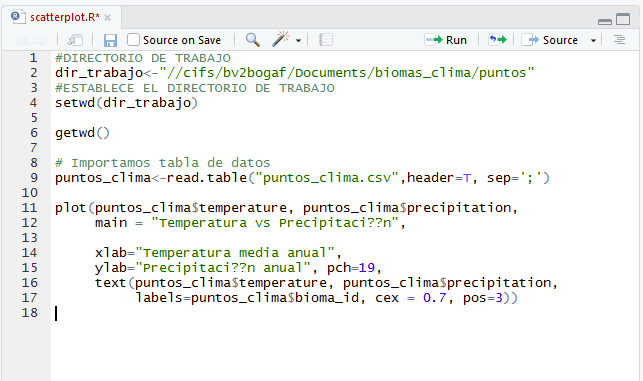 scatterplot.R*
Source on Save
Run
Source
1 #DIRECTORIO DE TRABAJO
2 dir_trabajo<-"//cifs/bv2bogaf/Documents/biomas_clima/puntos"
3 #ESTABLECE EL DIRECTORIO DE TRABAJO
4 setwd(dir_trabajo)
5
6 getwd()
7
8 # Importamos tabla de datos
9 puntos_clima<-read.table("puntos_clima.csv",header=T, sep=';')
10
11 plot(puntos_clima$temperature, puntos_clima$precipitation,
12 main = "Temperatura vs Precipitaci??n",
13
14 xlab="Temperatura media anual",
15 ylab="Precipitaci??n anual", pch=19,
16 text(puntos_clima$temperature, puntos_clima$precipitation,
17 labels=puntos_clima$bioma_id, cex = 0.7, pos=3))
18